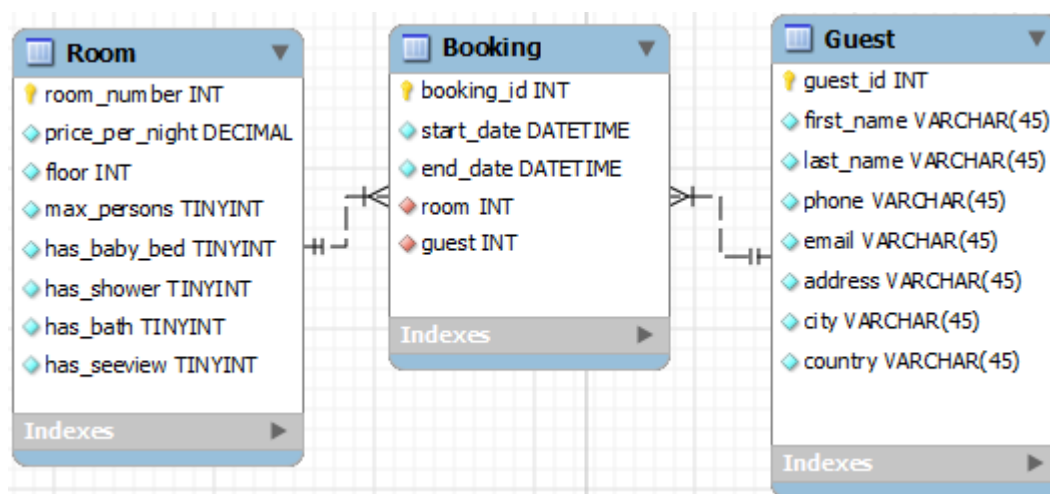 Room
room_number INT
price_per_night DECIMAL
floor INT
max_persons TINYINT
has_baby_bed TINYINT
has_shower TINYINT
has_bath TINYINT
has_seeview TINYINT
Indexes
Booking
booking_id INT
start_date DATETIME
end_date DATETIME
room INT
guest INT
Indexes
Guest
guest_id INT
first_name VARCHAR(45)
last_name VARCHAR(45)
phone VARCHAR(45)
email VARCHAR(45)
address VARCHAR(45)
city VARCHAR(45)
country VARCHAR(45)
Indexes